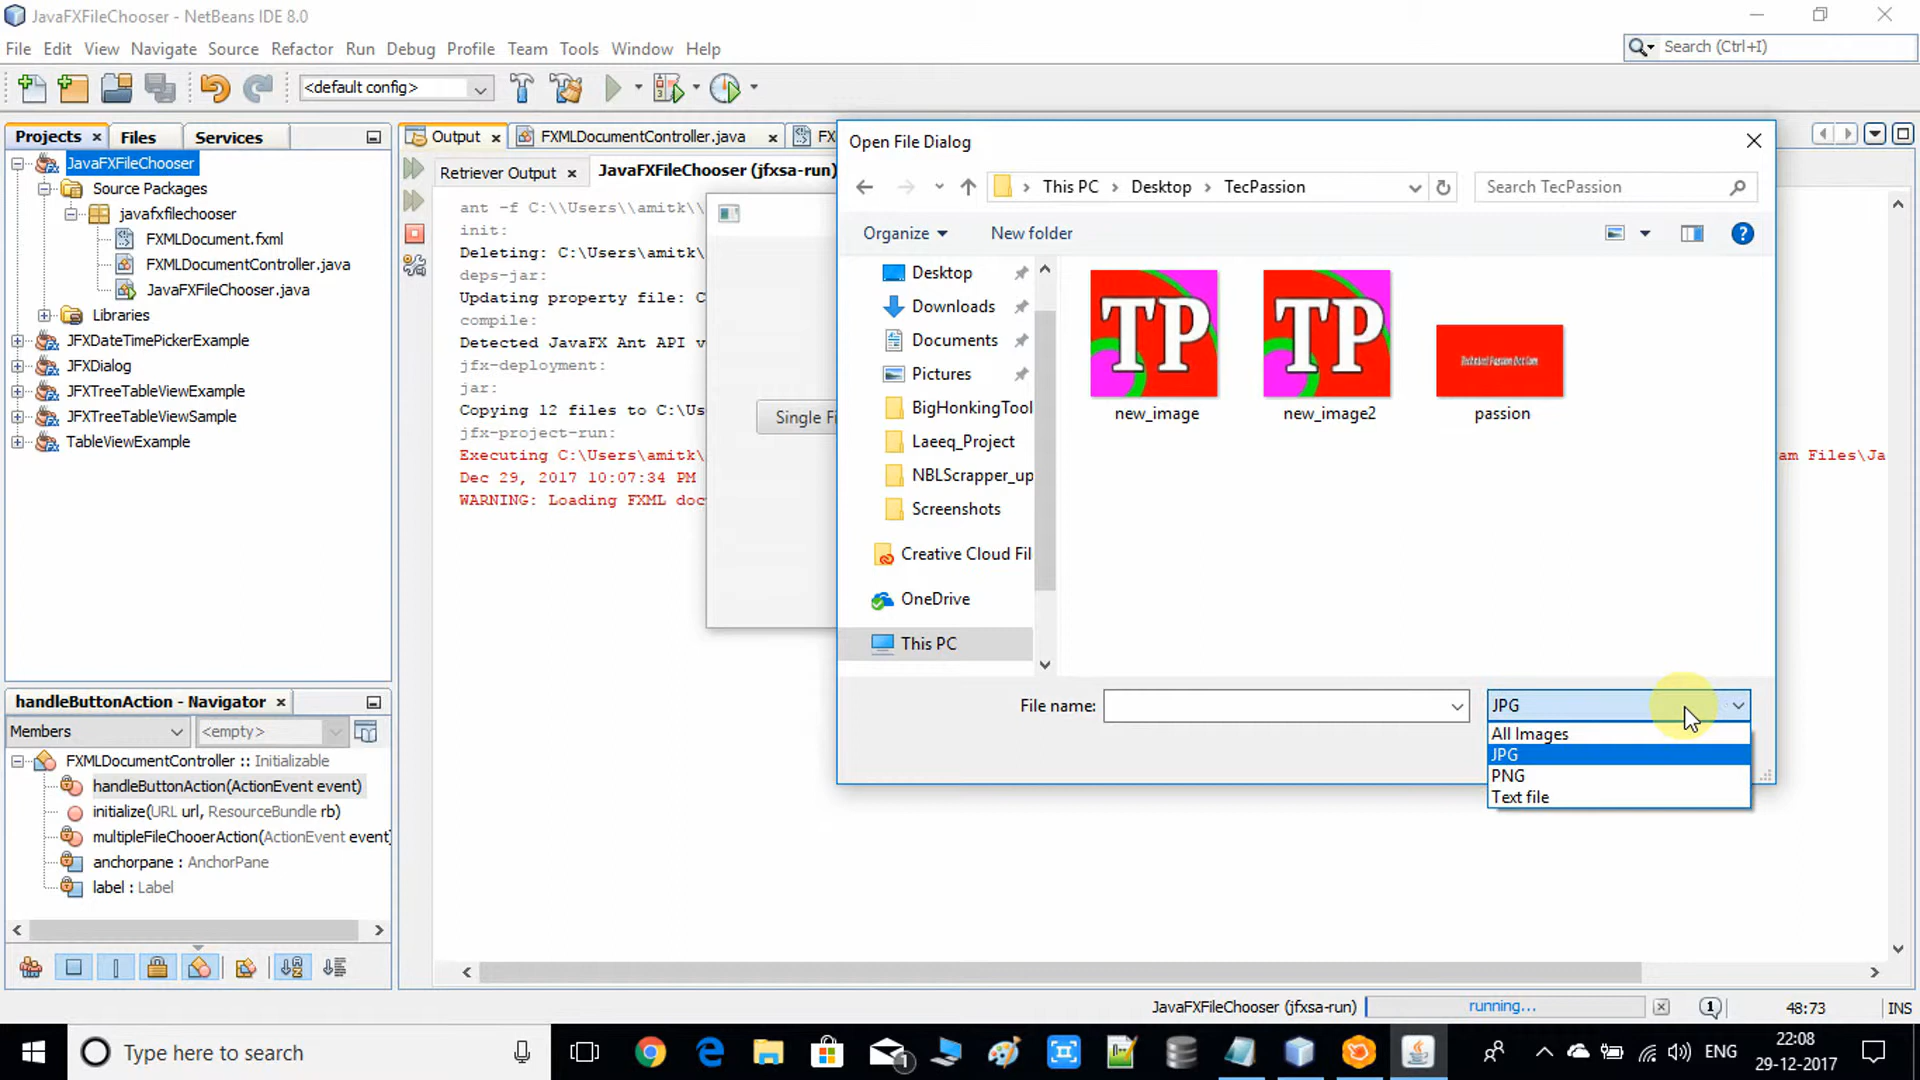 JavaFXFileChooser - NetBeans IDE 8.0
File Edit View Navigate Source Refactor Run Debug Profile Team Tools Window Help
Search (Ctrl+I)
<default config>
Projects Files Services
JavaFXFileChooser
Source Packages
javafxfilechooser
FXMLDocument.fxml
FXMLDocumentController.java
JavaFXFileChooser.java
Libraries
JFXDateTimePickerExample
JFXDialog
JFXTreeTableViewExample
JFXTreeTableViewSample
TableViewExample
Output FXMLDocumentController.java FX
Retriever Output JavaFXFileChooser (jfxsa-run)
ant -f C:\\Users\\amitk\\
init:
Deleting: C:\Users\amitk\
deps-jar:
Updating property file: C
compile:
Detected JavaFX Ant API v
jfx-deployment:
jar:
Copying 12 files to C:\Us
jfx-project-run:
Executing C:\Users\amitk\
am Files\Ja
Dec 29, 2017 10:07:34 PM
WARNING: Loading FXML doc
Single Fi
Open File Dialog
This PC Desktop TecPassion
Search TecPassion
Organize New folder
Desktop
Downloads
Documents
Pictures
BigHonkingTool
Laeeq_Project
NBLScrapper_up
Screenshots
Creative Cloud Fil
OneDrive
This PC
TP
new_image
TP
new_image2
Technical Passion Dot Com
passion
File name:
JPG
All Images
JPG
PNG
Text file
handleButtonAction - Navigator
Members <empty>
FXMLDocumentController :: Initializable
handleButtonAction(ActionEvent event)
initialize(URL url, ResourceBundle rb)
multipleFileChooerAction(ActionEvent event)
anchorpane : AnchorPane
label : Label
JavaFXFileChooser (jfxsa-run) running... 1 48:73 INS
Type here to search
1
ENG
22:08
29-12-2017